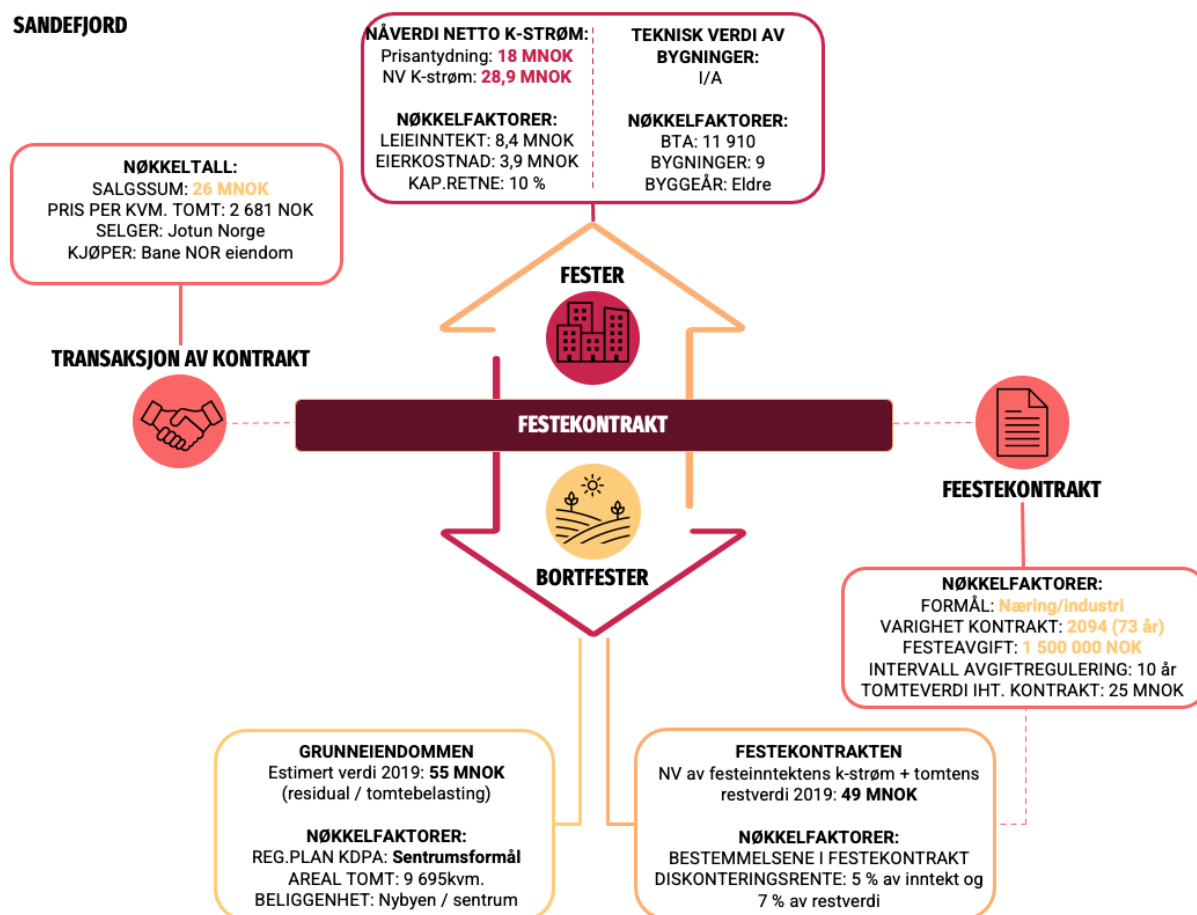 SANDEFJORD
NÅVERDI NETTO K-STRØM:
Prisantydning: 18 MNOK
NV K-strøm: 28,9 MNOK
NØKKELFAKTORER:
LEIEINNTEKT: 8,4 MNOK
EIERKOSTNAD: 3,9 MNOK
KAP.RETNE: 10 %
TEKNISK VERDI AV
BYGNINGER:
I/A
NØKKELFAKTORER:
BTA: 11 910
BYGNINGER: 9
BYGGEÅR: Eldre
NØKKELTALL:
SALGSSUM: 26 MNOK
PRIS PER KVM. TOMT: 2 681 NOK
SELGER: Jotun Norge
KJØPER: Bane NOR eiendom
FESTER
TRANSAKSJON AV KONTRAKT
FESTEKONTRAKT
FEESTEKONTRAKT
BORTFESTER
NØKKELFAKTORER:
FORMÅL: Næring/industri
VARIGHET KONTRAKT: 2094 (73 år)
FESTEAVGIFT: 1 500 000 NOK
INTERVALL AVGIFTREGULERING: 10 år
TOMTEVERDI IHT. KONTRAKT: 25 MNOK
GRUNNEIENDOMMEN
Estimert verdi 2019: 55 MNOK
(residual / tomtebelasting)
NØKKELFAKTORER:
REG.PLAN KDPA: Sentrumsformål
AREAL TOMT: 9 695kvm.
BELIGGENHET: Nybyen / sentrum
FESTEKONTRAKTEN
NV av festeinntektens k-strøm + tomtens
restverdi 2019: 49 MNOK
NØKKELFAKTORER:
BESTEMMELSENE I FESTEKONTRAKT
DISKONTERINGSRENTE: 5 % av inntekt og
7 % av restverdi